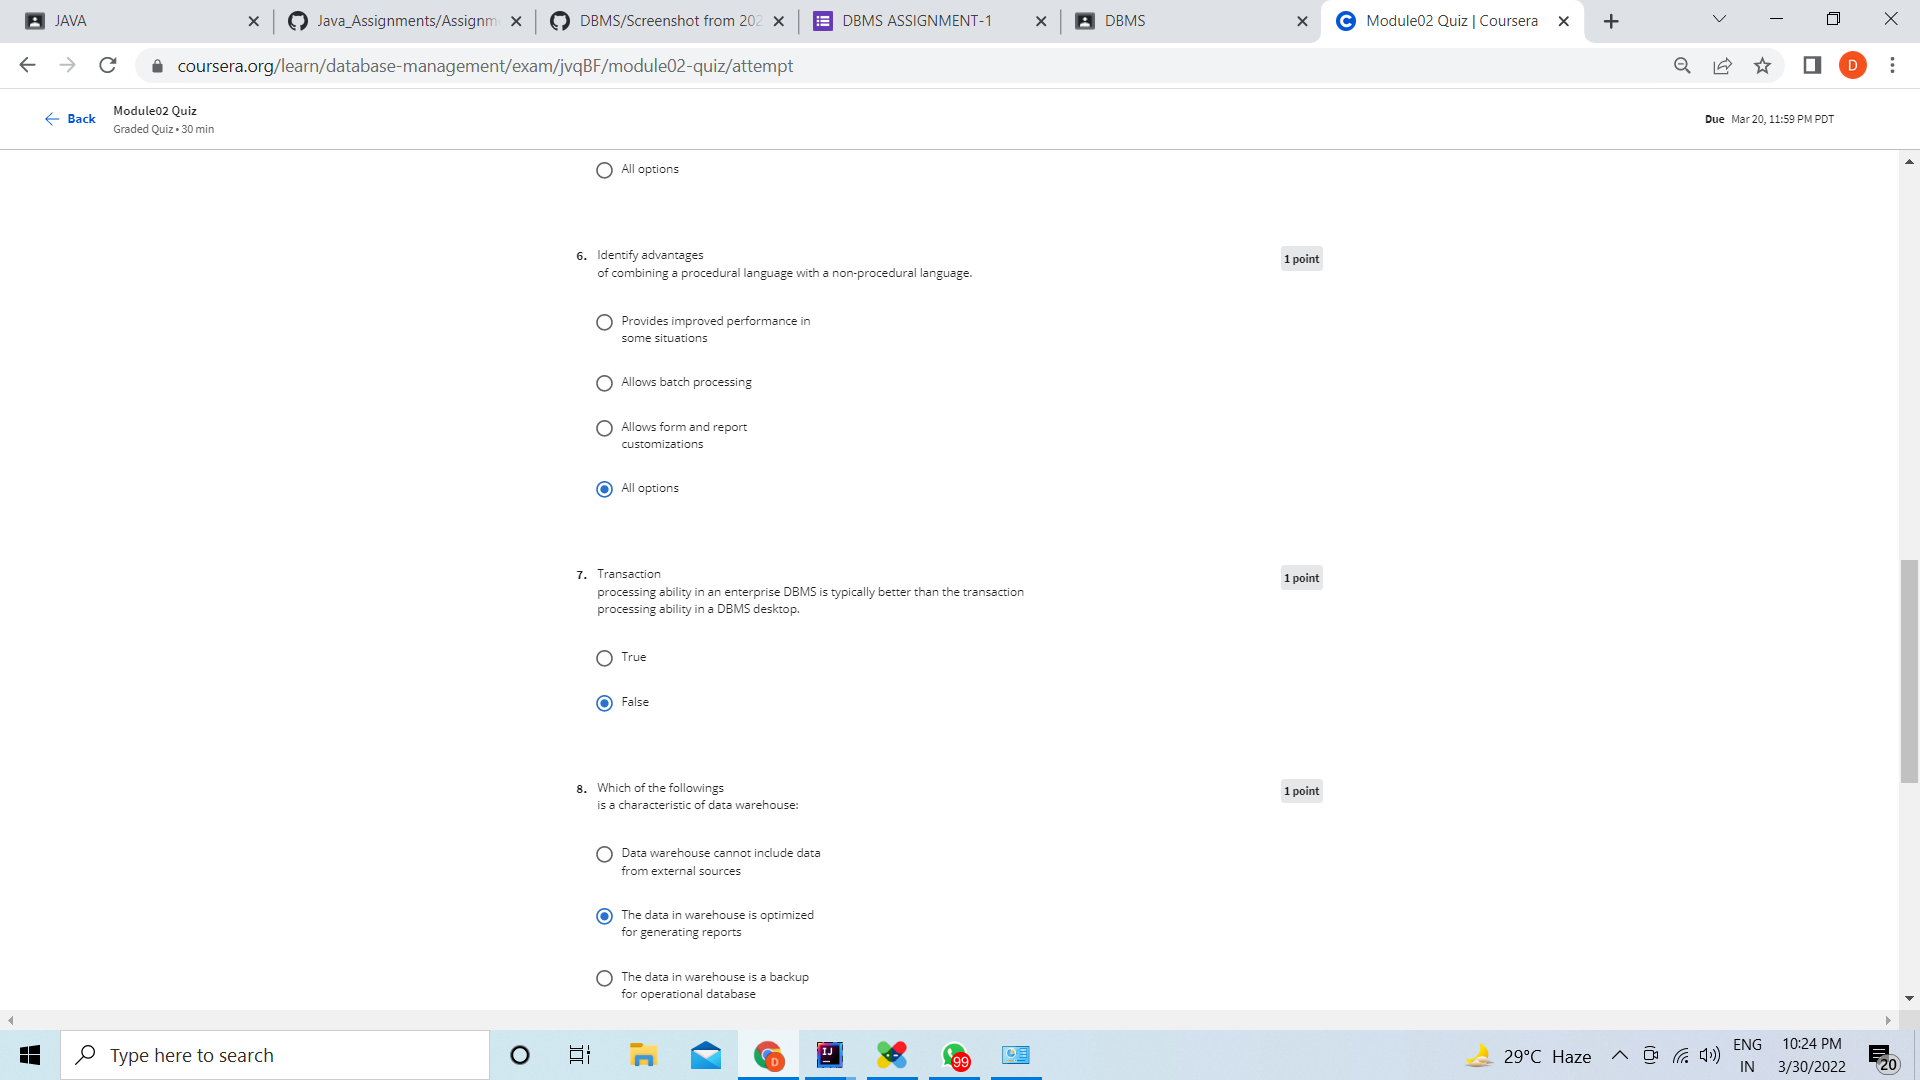 JAVA
Java_Assignments/Assignm
DBMS/Screenshot from 202
DBMS ASSIGNMENT-1
DBMS
Module02 Quiz | Coursera
coursera.org/learn/database-management/exam/jvqBF/module02-quiz/attempt
D
Back
Module02 Quiz
Graded Quiz • 30 min
Due Mar 20, 11:59 PM PDT
All options
6. Identify advantages
of combining a procedural language with a non-procedural language.
1 point
Provides improved performance in
some situations
Allows batch processing
Allows form and report
customizations
All options
7. Transaction
processing ability in an enterprise DBMS is typically better than the transaction
processing ability in a DBMS desktop.
1 point
True
False
8. Which of the followings
is a characteristic of data warehouse:
1 point
Data warehouse cannot include data
from external sources
The data in warehouse is optimized
for generating reports
The data in warehouse is a backup
for operational database
Type here to search
D
IJ
99
29°C Haze
ENG
IN
10:24 PM
3/30/2022
20